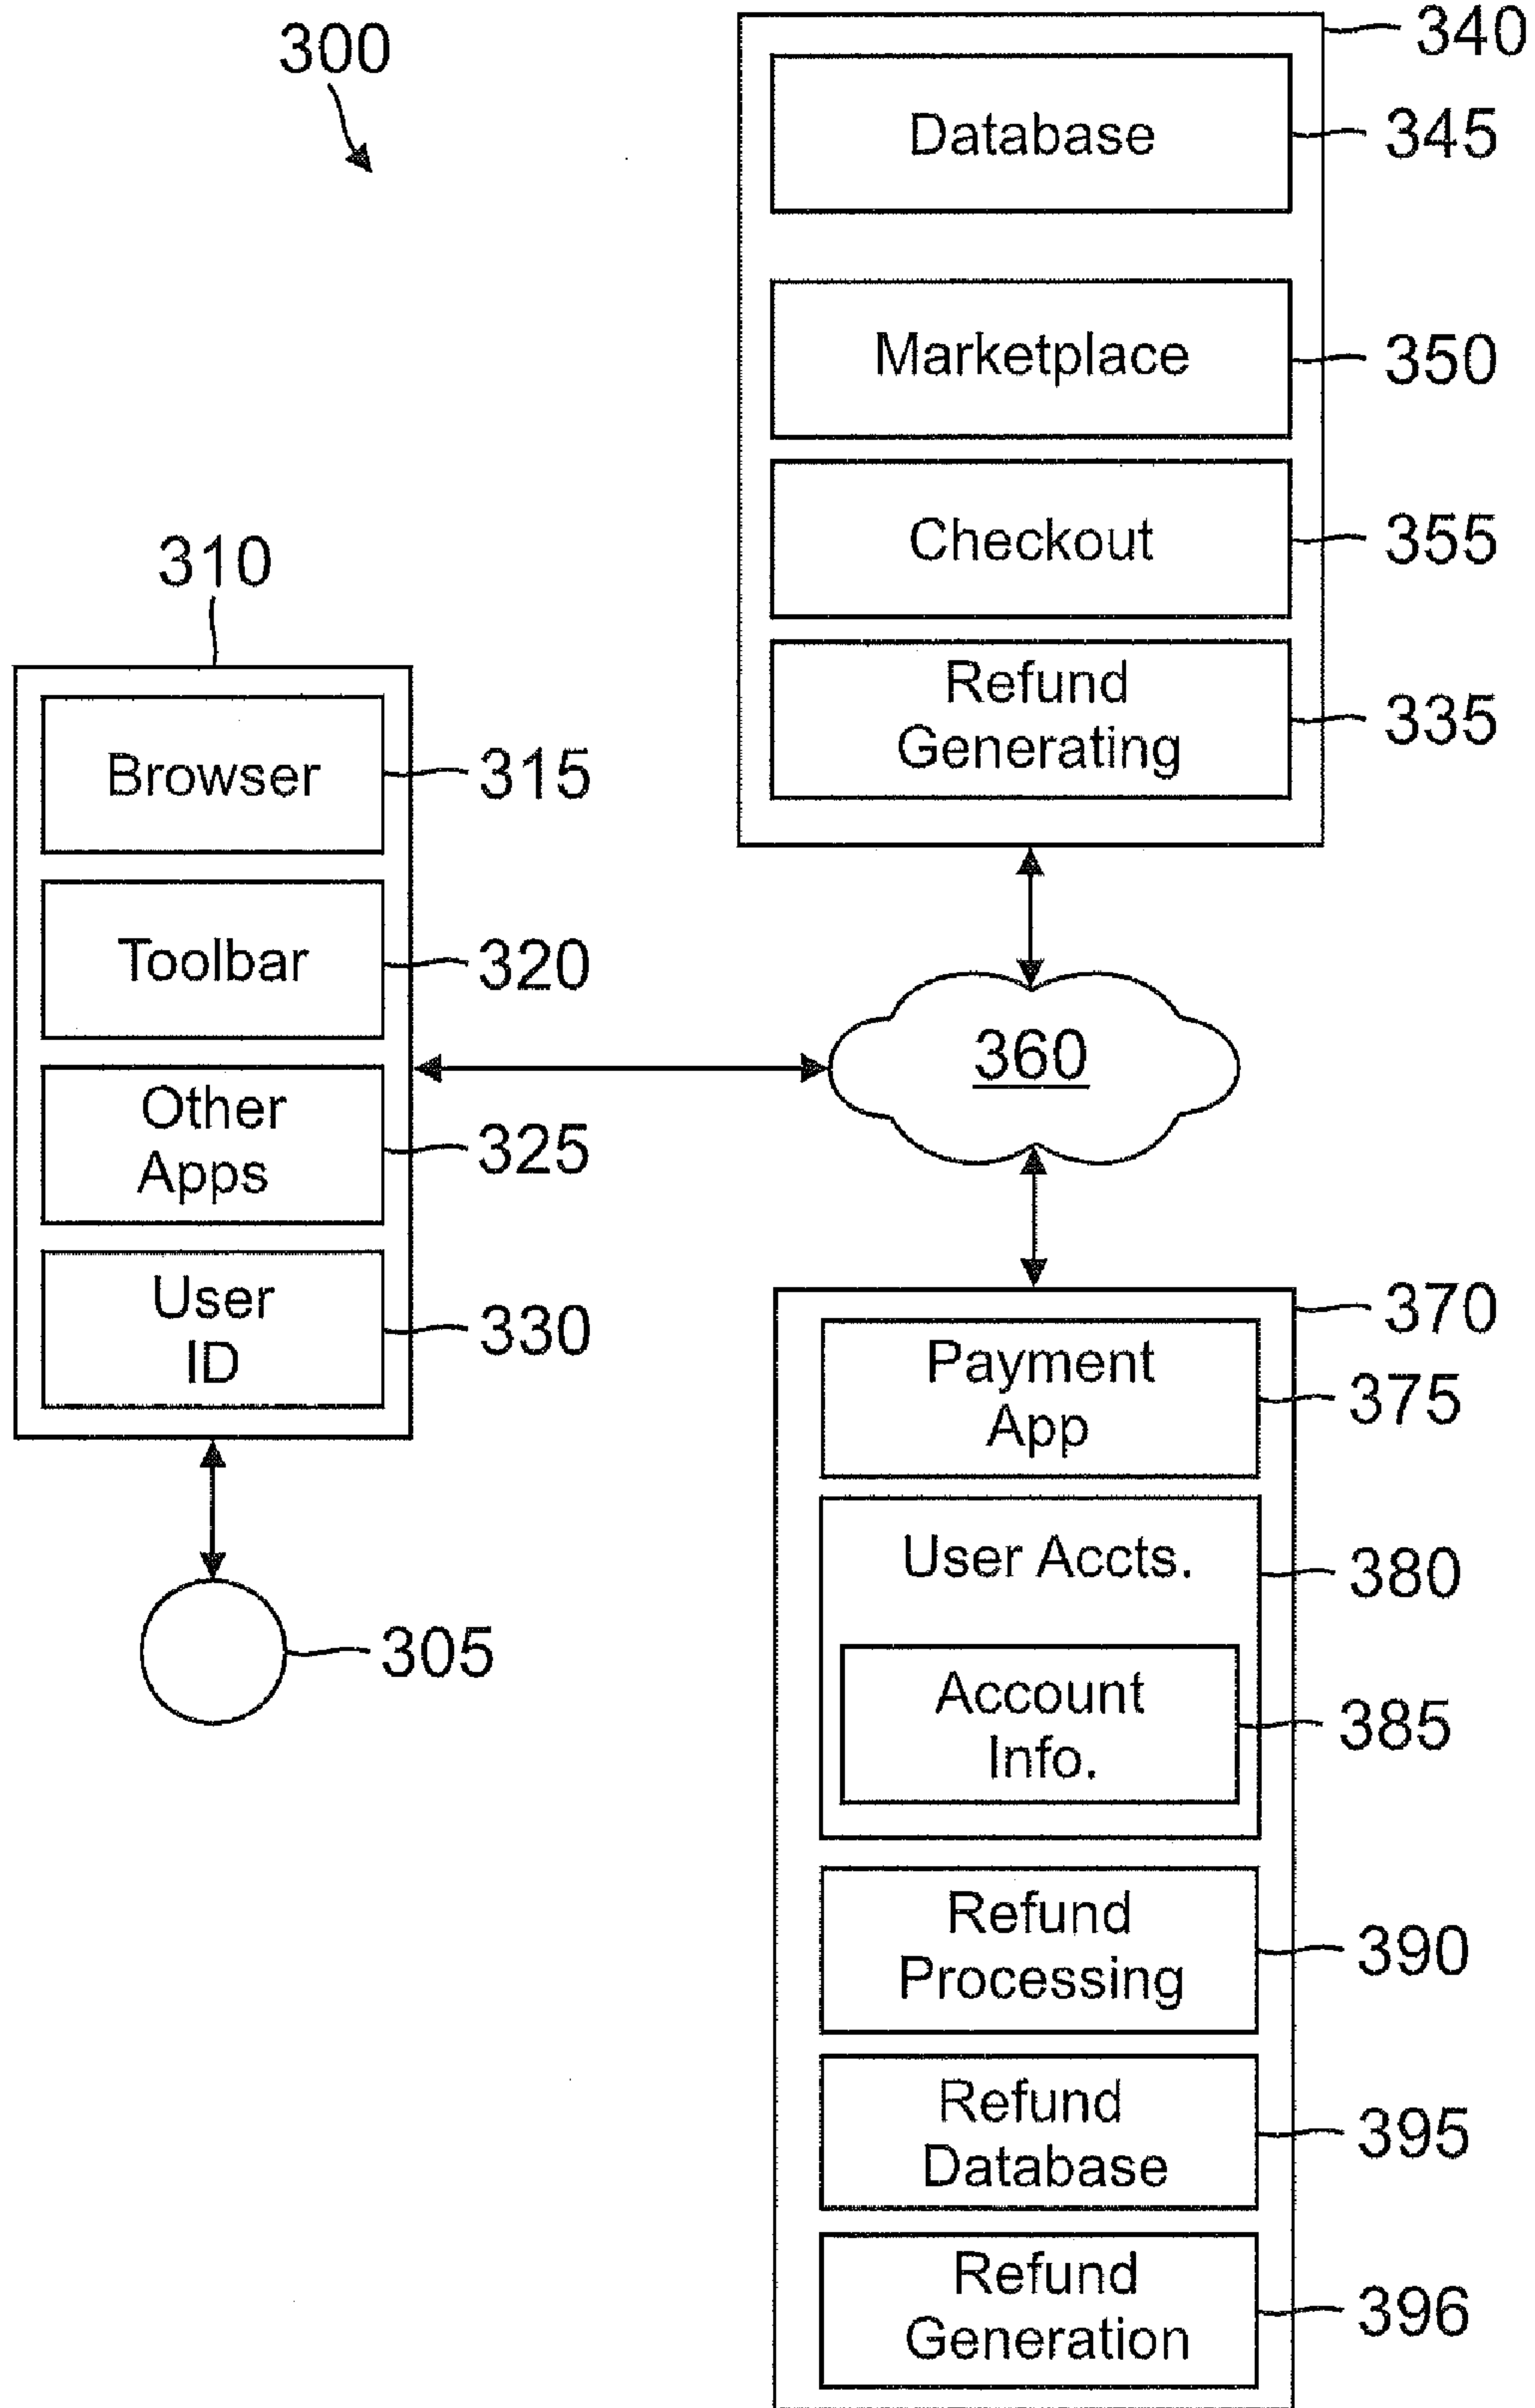 300
340
Database
345
Marketplace
350
Checkout
355
Refund
Generating
335
310
Browser
315
Toolbar
320
Other
Apps
325
User
ID
330
305
360
370
Payment
App
375
User Accts.
380
Account
Info.
385
Refund
Processing
390
Refund
Database
395
Refund
Generation
396